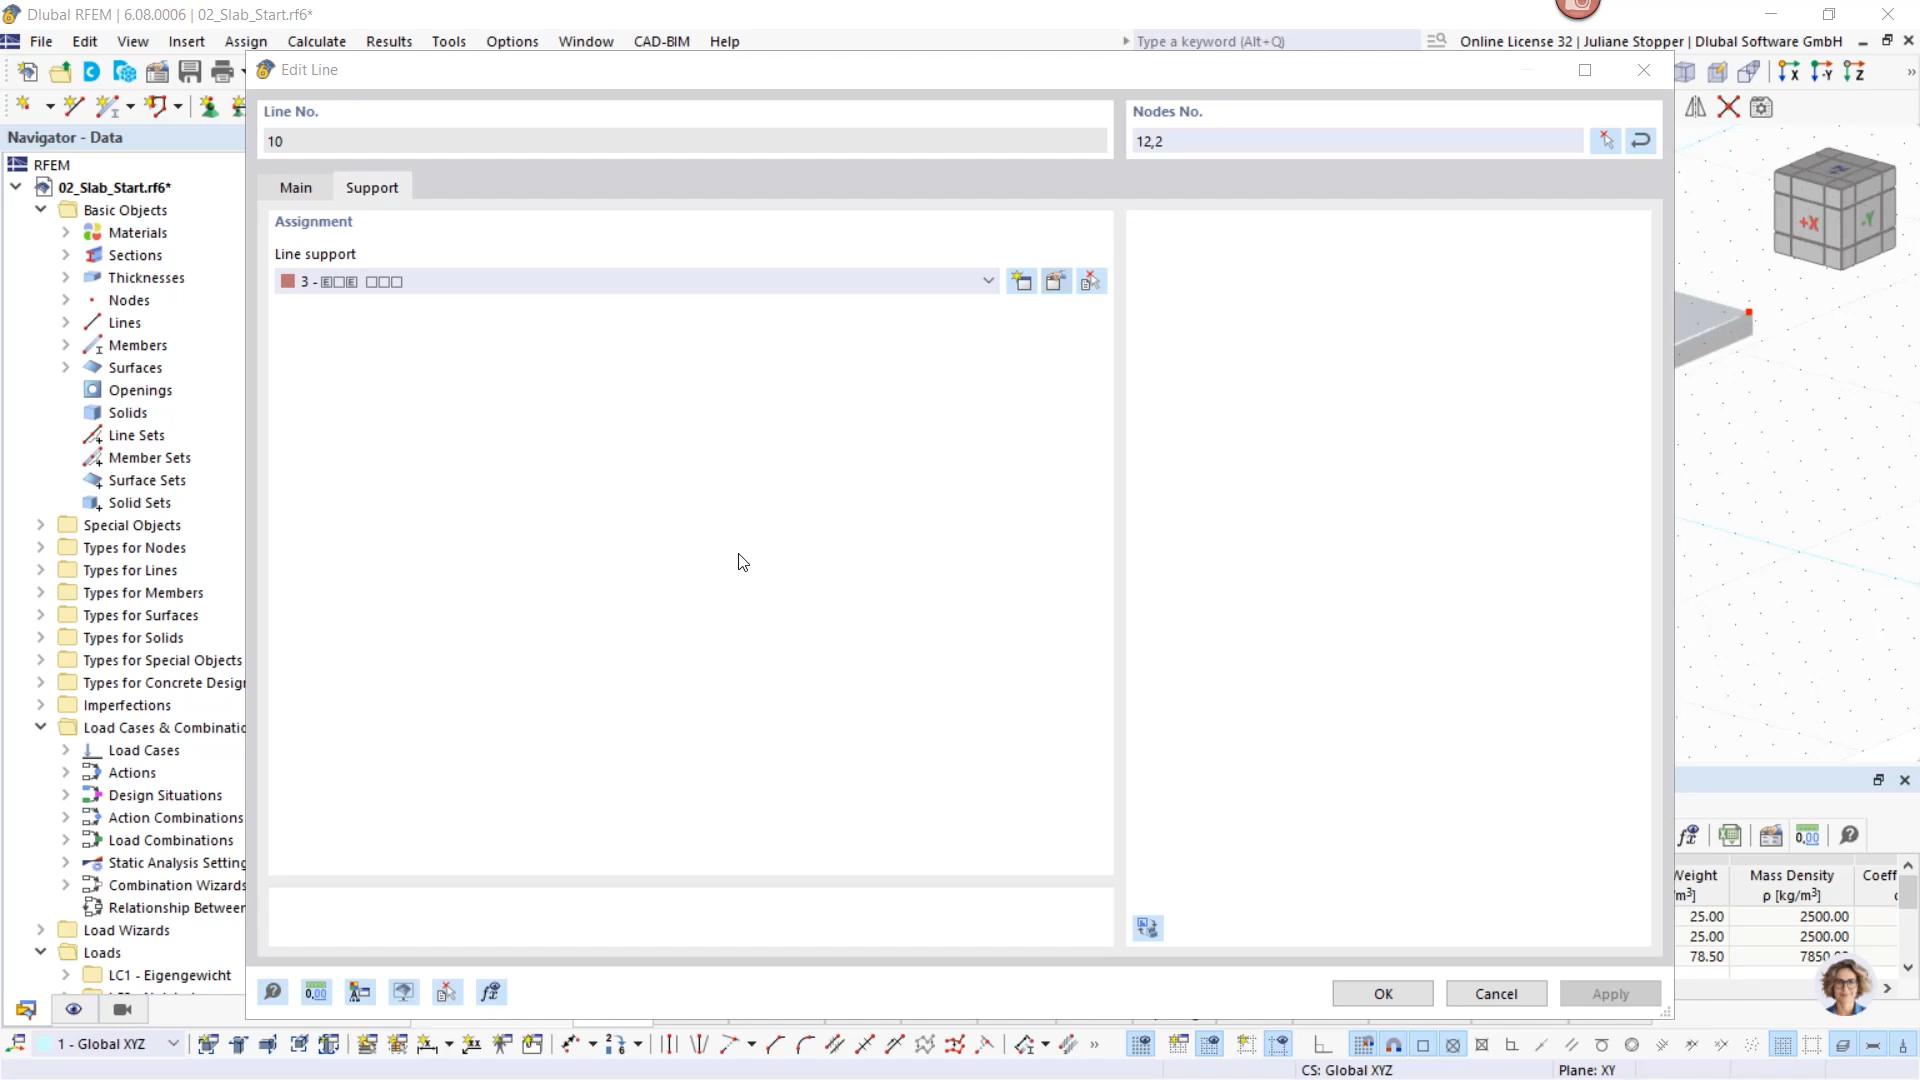 Dlubal RFEM | 6.08.0006 | 02_Slab_Start.rf6*
File Edit View Insert Assign Calculate Results Tools Options Window CAD-BIM Help
Type a keyword (Alt+Q)
Online License 32 | Juliane Stopper | Dlubal Software GmbH
Edit Line
Line No.
10
Nodes No.
12,2
Main Support
Assignment
Line support
3 -
OK Cancel Apply
Navigator - Data
RFEM
02_Slab_Start.rf6*
Basic Objects
Materials
Sections
Thicknesses
Nodes
Lines
Members
Surfaces
Openings
Solids
Line Sets
Member Sets
Surface Sets
Solid Sets
Special Objects
Types for Nodes
Types for Lines
Types for Members
Types for Surfaces
Types for Solids
Types for Special Objects
Types for Concrete Desig
Imperfections
Load Cases & Combinatio
Load Cases
Actions
Design Situations
Action Combinations
Load Combinations
Static Analysis Setting
Combination Wizards
Relationship Between
Load Wizards
Loads
LC1 - Eigengewicht
+X
-Y
X
-Y
Z
Weight Mass Density Coeff
m³] ρ [kg/m³]
25.00 2500.00
25.00 2500.00
78.50
1 - Global XYZ
CS: Global XYZ
Plane: XY